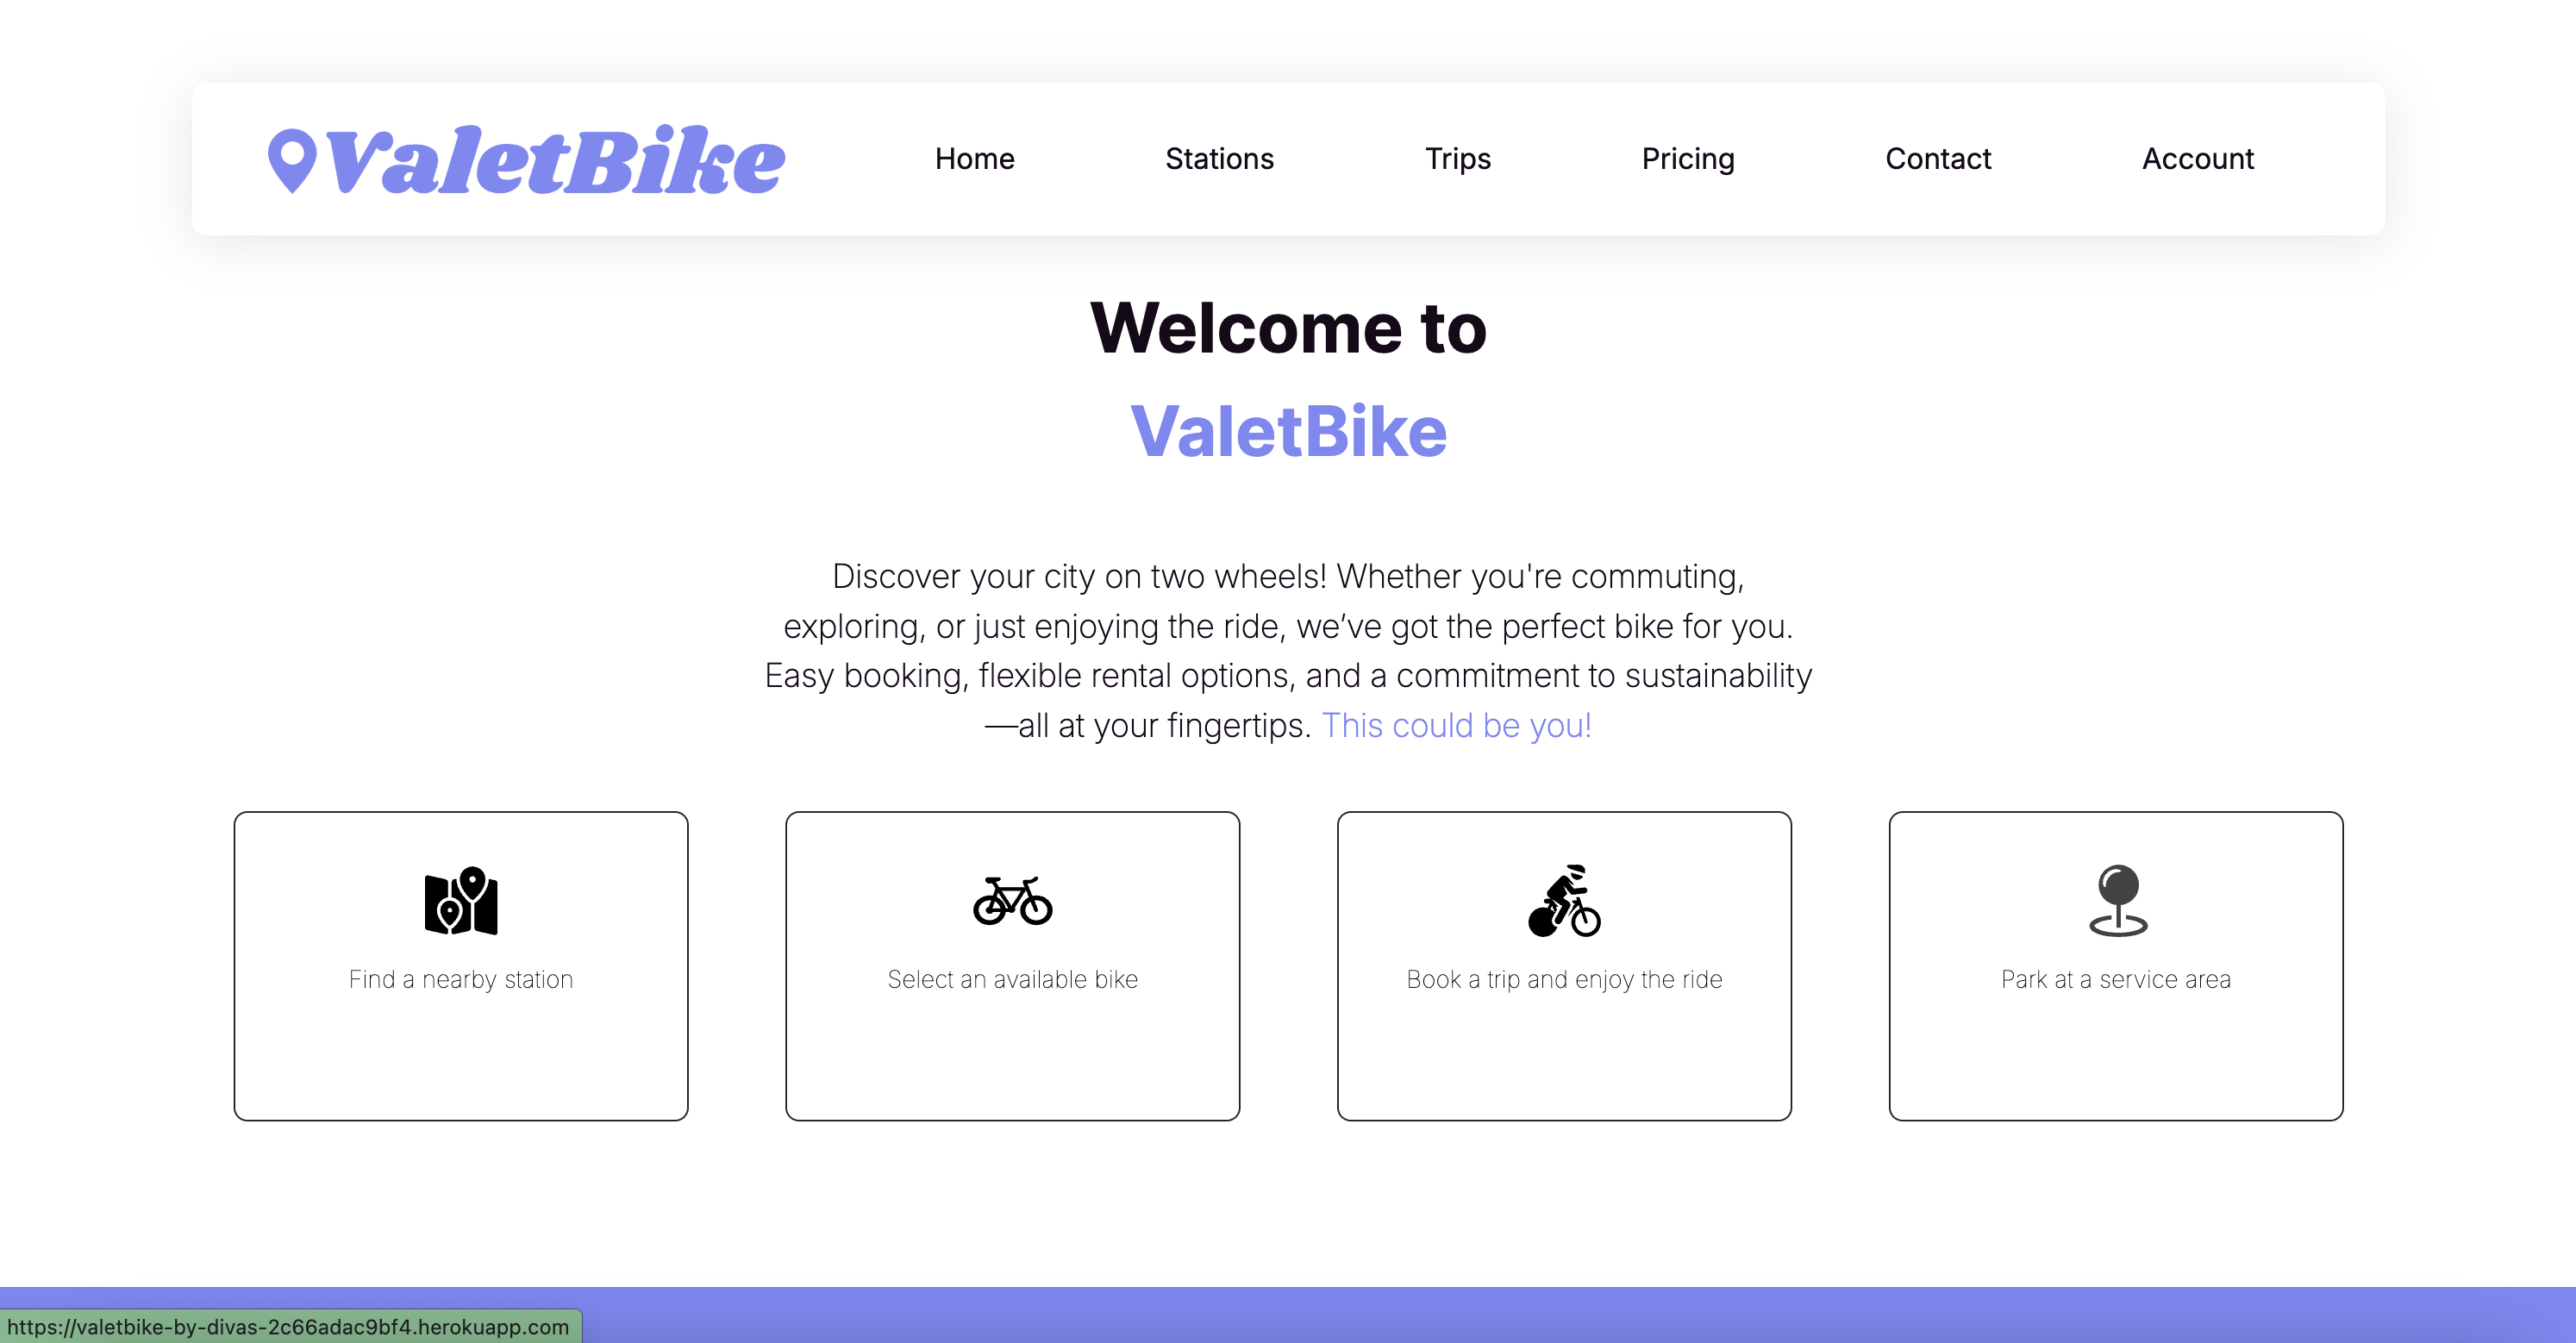 ValetBike
Home
Stations
Trips
Pricing
Contact
Account
Welcome to
ValetBike
Discover your city on two wheels! Whether you're commuting,
exploring, or just enjoying the ride, we’ve got the perfect bike for you.
Easy booking, flexible rental options, and a commitment to sustainability
—all at your fingertips. This could be you!
Find a nearby station
Select an available bike
Book a trip and enjoy the ride
Park at a service area
https://valetbike-by-divas-2c66adac9bf4.herokuapp.com